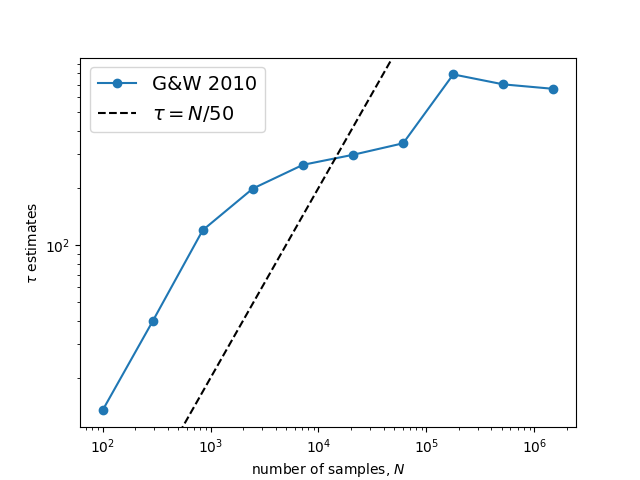 G&W 2010
τ = N/50
τ estimates
10²
10² 10³ 10⁴ 10⁵ 10⁶
number of samples, N